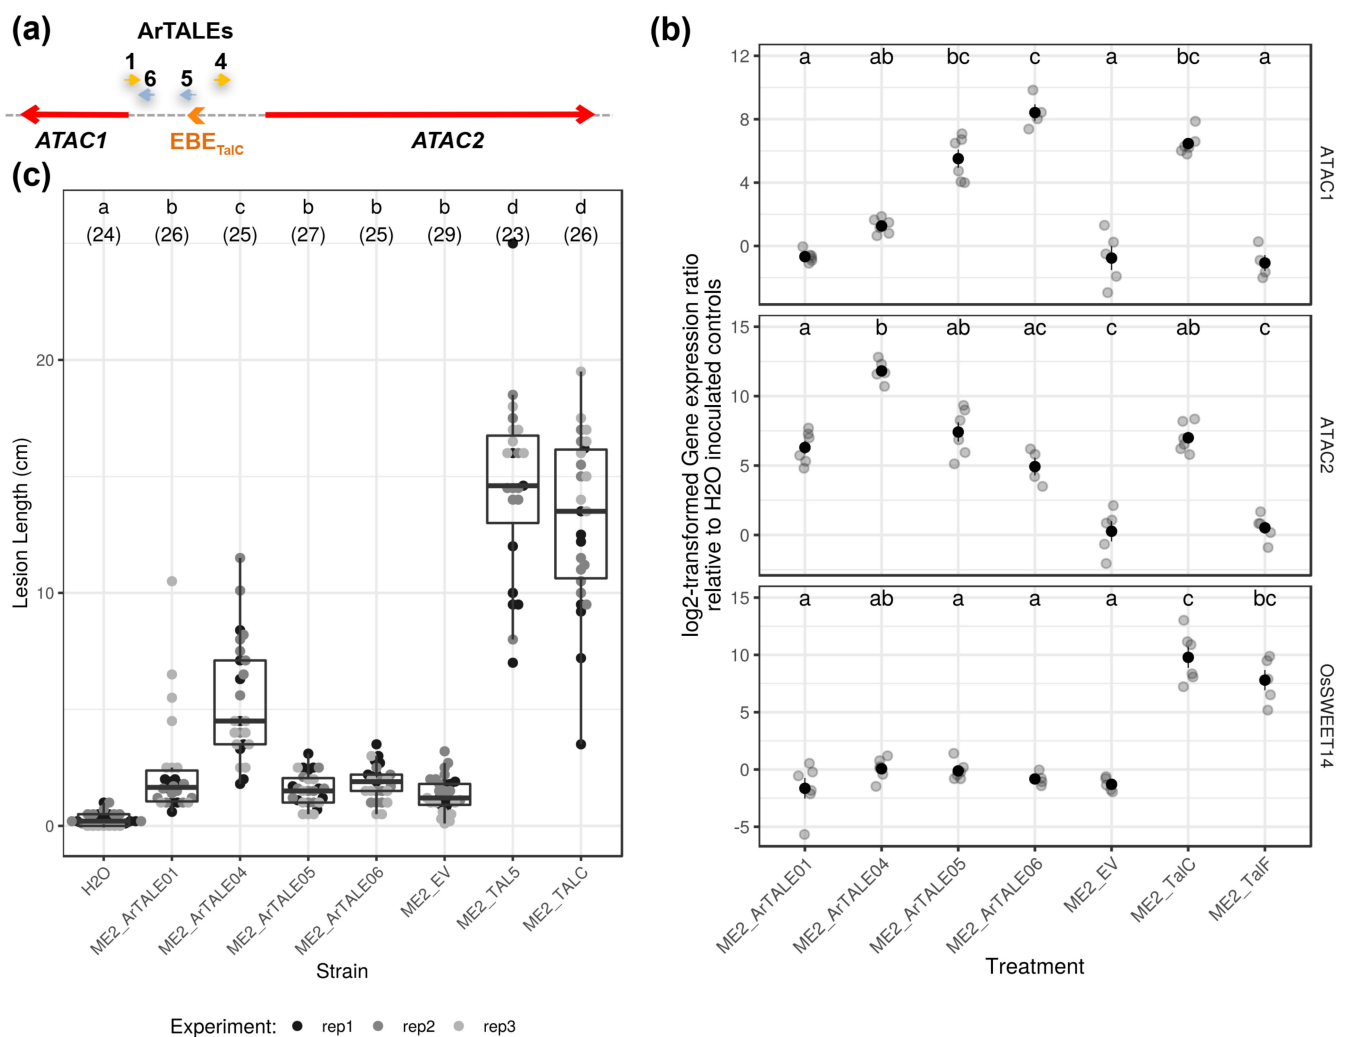 (a)
ArTALEs
1
6
5
4
ATAC1
EBE TalC
ATAC2
(b)
log2-transformed Gene expression ratio
relative to H2O inoculated controls
12
8
4
0
a ab bc c a bc a
ATAC1
15
10
5
0
a b ab ac c ab c
ATAC2
15
10
5
0
-5
a ab a a a c bc
OsSWEET14
ME2_ArTALE01
ME2_ArTALE04
ME2_ArTALE05
ME2_ArTALE06
ME2_EV
ME2_TalC
ME2_TalF
Treatment
(c)
Lesion Length (cm)
20
10
0
a b c b b b d d
(24) (26) (25) (27) (25) (29) (23) (26)
H2O
ME2_ArTALE01
ME2_ArTALE04
ME2_ArTALE05
ME2_ArTALE06
ME2_EV
ME2_TAL5
ME2_TALC
Strain
Experiment: rep1 rep2 rep3